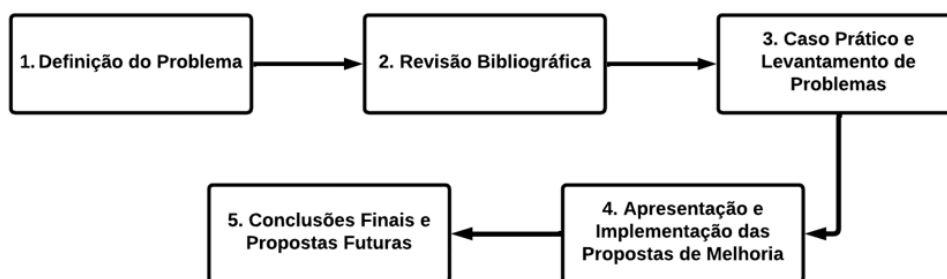 1. Definição do Problema
2. Revisão Bibliográfica
3. Caso Prático e
Levantamento de
Problemas
4. Apresentação e
Implementação das
Propostas de Melhoria
5. Conclusões Finais e
Propostas Futuras